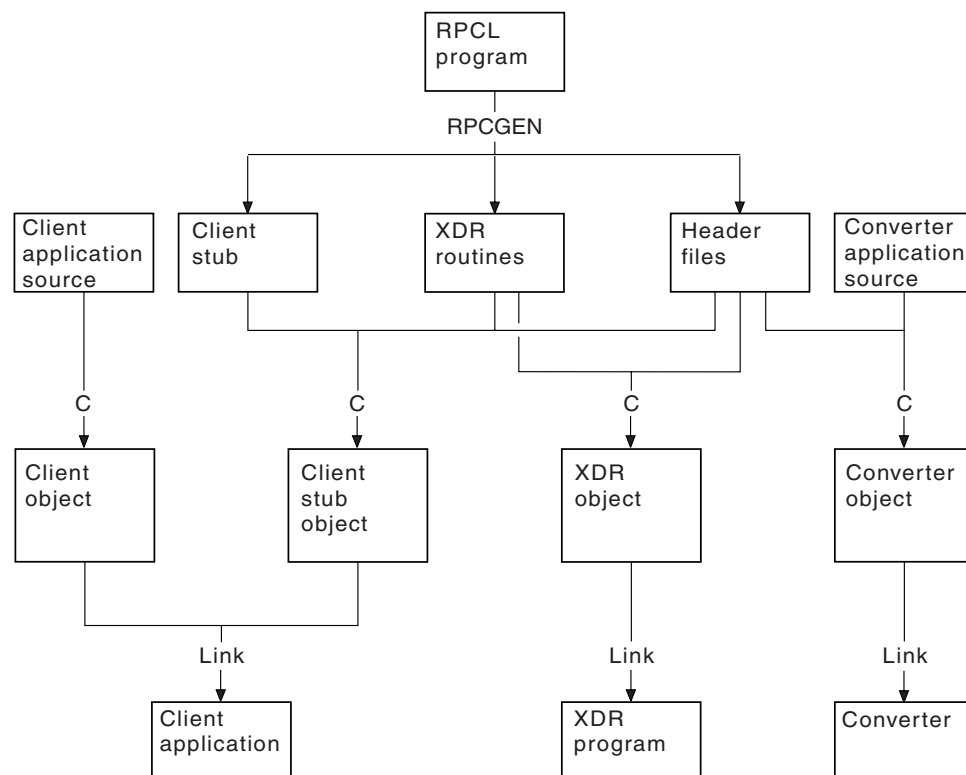 RPCL
program
RPCGEN
Client
application
source
Client
stub
XDR
routines
Header
files
Converter
application
source
C
C
C
C
Client
object
Client
stub
object
XDR
object
Converter
object
Link
Link
Link
Client
application
XDR
program
Converter